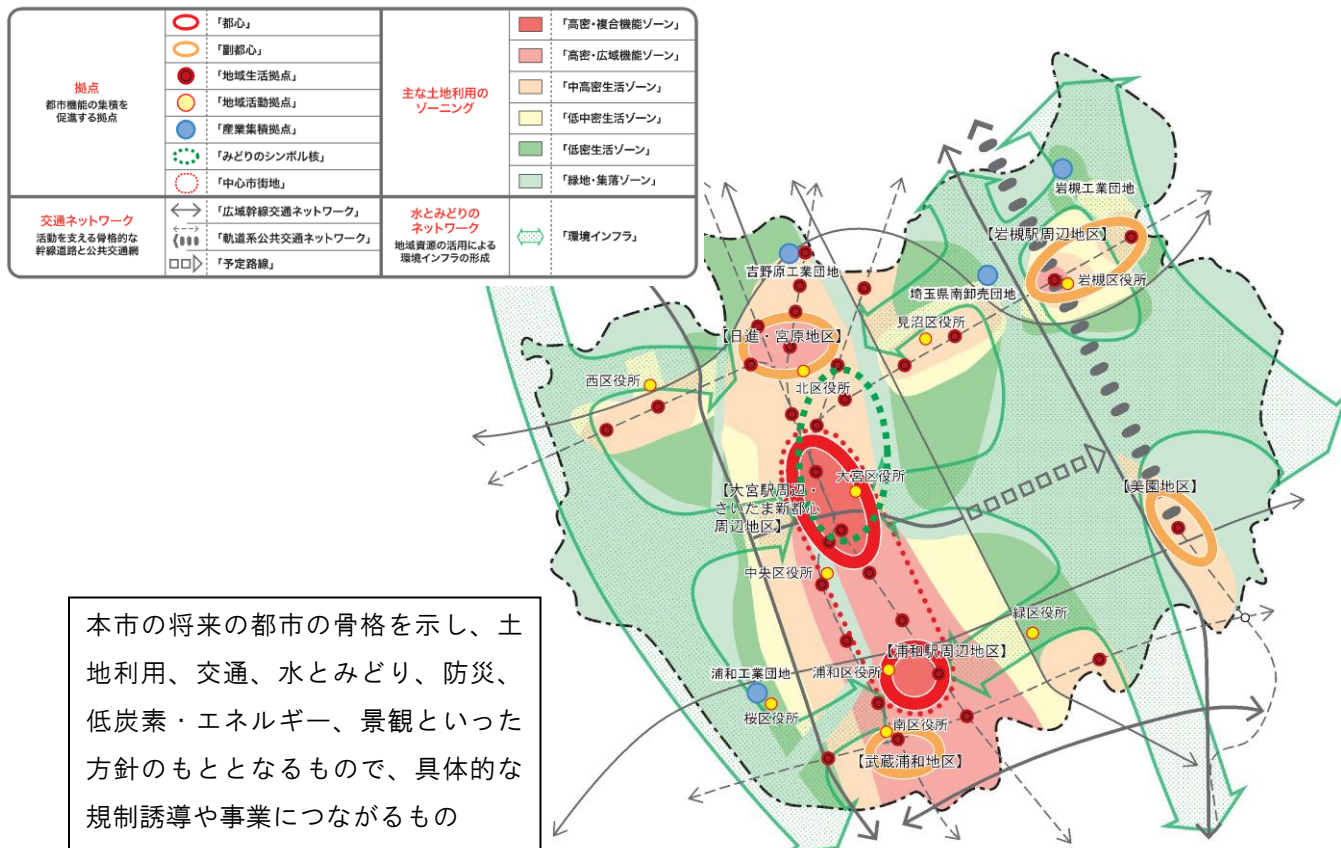 拠点
都市機能の集積を
促進する拠点
「都心」
「副都心」
「地域生活拠点」
「地域活動拠点」
「産業集積拠点」
「みどりのシンボル核」
「中心市街地」
主な土地利用の
ゾーニング
「高密・複合機能ゾーン」
「高密・広域機能ゾーン」
「中高密生活ゾーン」
「低中密生活ゾーン」
「低密生活ゾーン」
「緑地・集落ゾーン」
交通ネットワーク
活動を支える骨格的な
幹線道路と公共交通網
「広域幹線交通ネットワーク」
「軌道系公共交通ネットワーク」
「予定路線」
水とみどりの
ネットワーク
地域資源の活用による
環境インフラの形成
「環境インフラ」
岩槻工業団地
【岩槻駅周辺地区】
吉野原工業団地
埼玉県南卸売団地
岩槻区役所
見沼区役所
【日進・宮原地区】
西区役所
北区役所
大宮区役所
【大宮駅周辺・
さいたま新都心
周辺地区】
【美園地区】
中央区役所
緑区役所
【浦和駅周辺地区】
浦和工業団地
浦和区役所
桜区役所
南区役所
【武蔵浦和地区】
本市の将来の都市の骨格を示し、土
地利用、交通、水とみどり、防災、
低炭素・エネルギー、景観といった
方針のもととなるもので、具体的な
規制誘導や事業につながるもの